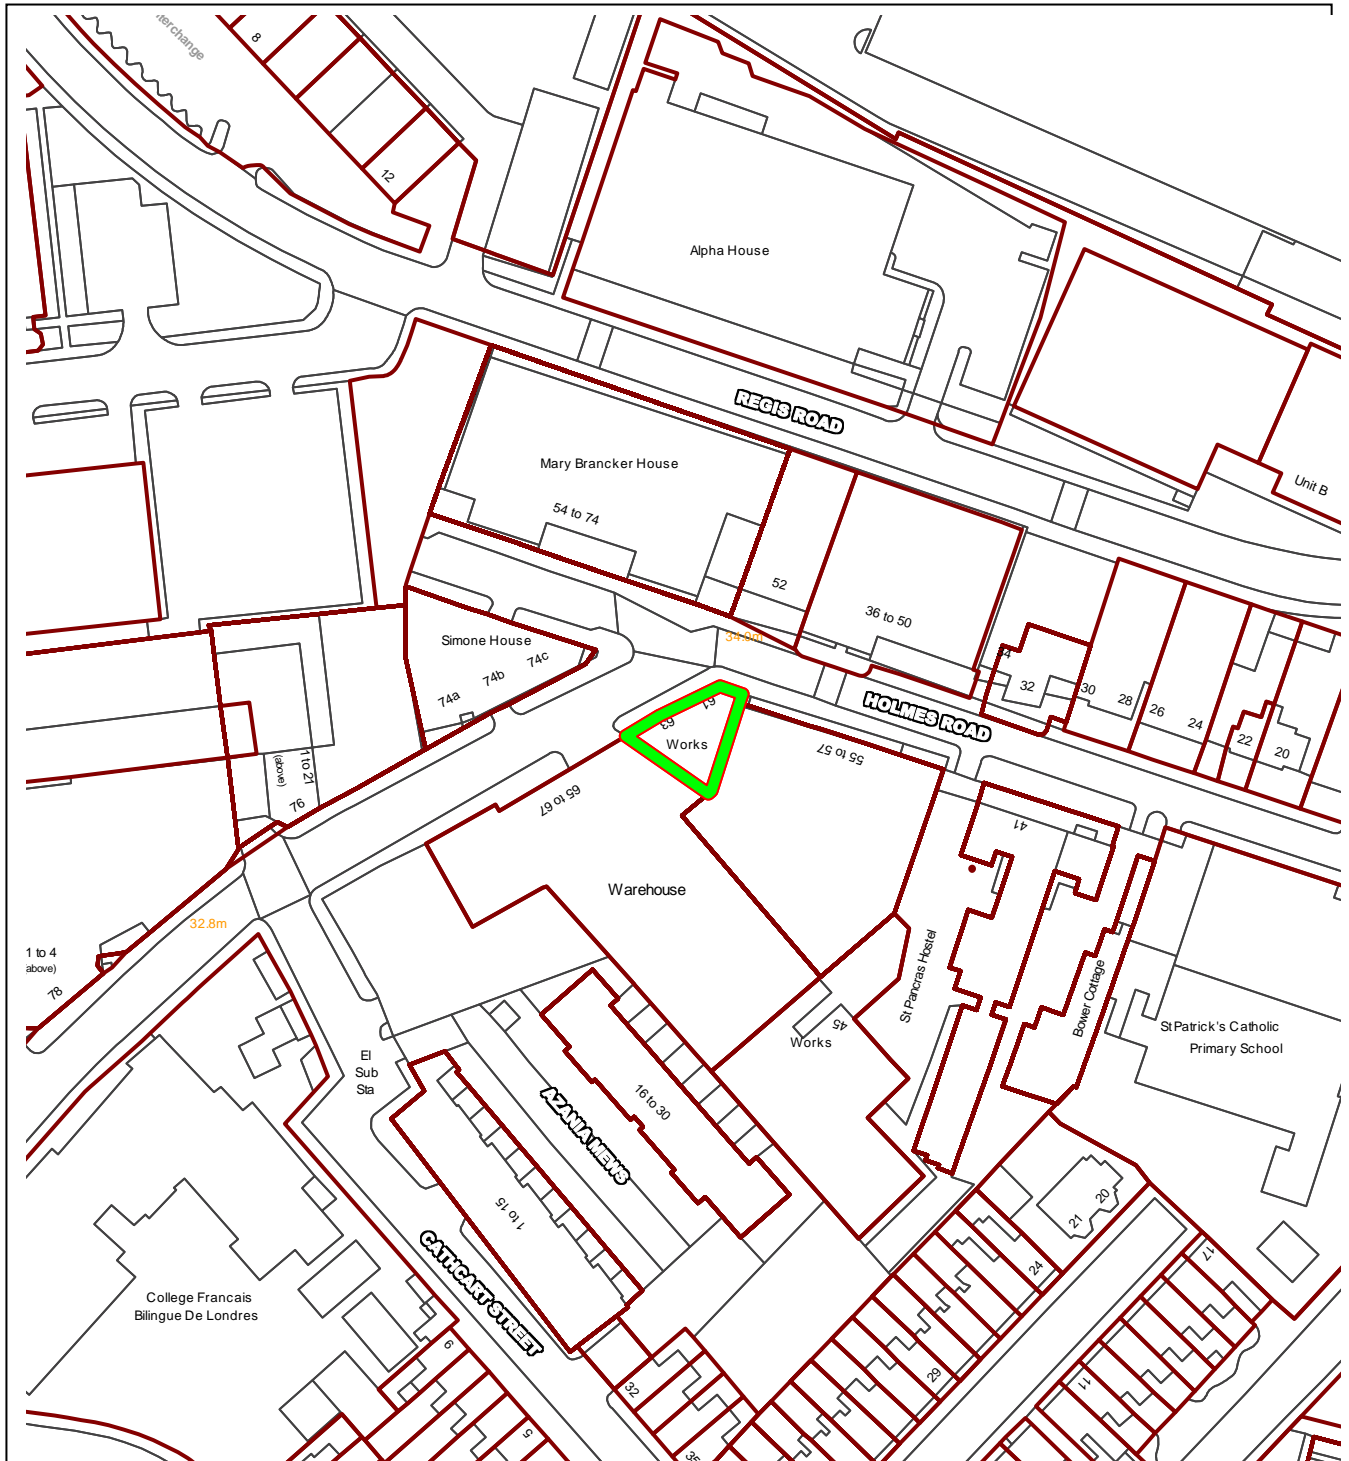 8
12
Alpha House
REGIS ROAD
Mary Brancker House
54 to 74
Unit B
52
36 to 50
34.0m
Simone House
74c
74b
74a
34
32
30
28
26
24
22
20
HOLMES ROAD
61
63
Works
55 to 57
1 to 21
(above)
76
65 to 67
41
Warehouse
32.8m
1 to 4
above)
78
St Pancras Hostel
Bower Cottage
45
Works
St Patrick's Catholic
Primary School
El
Sub
Sta
16 to 30
AZANIA MEWS
1 to 15
CATHCART STREET
20
21
24
17
College Francais
Bilingue De Londres
29
11
9
32
5
35